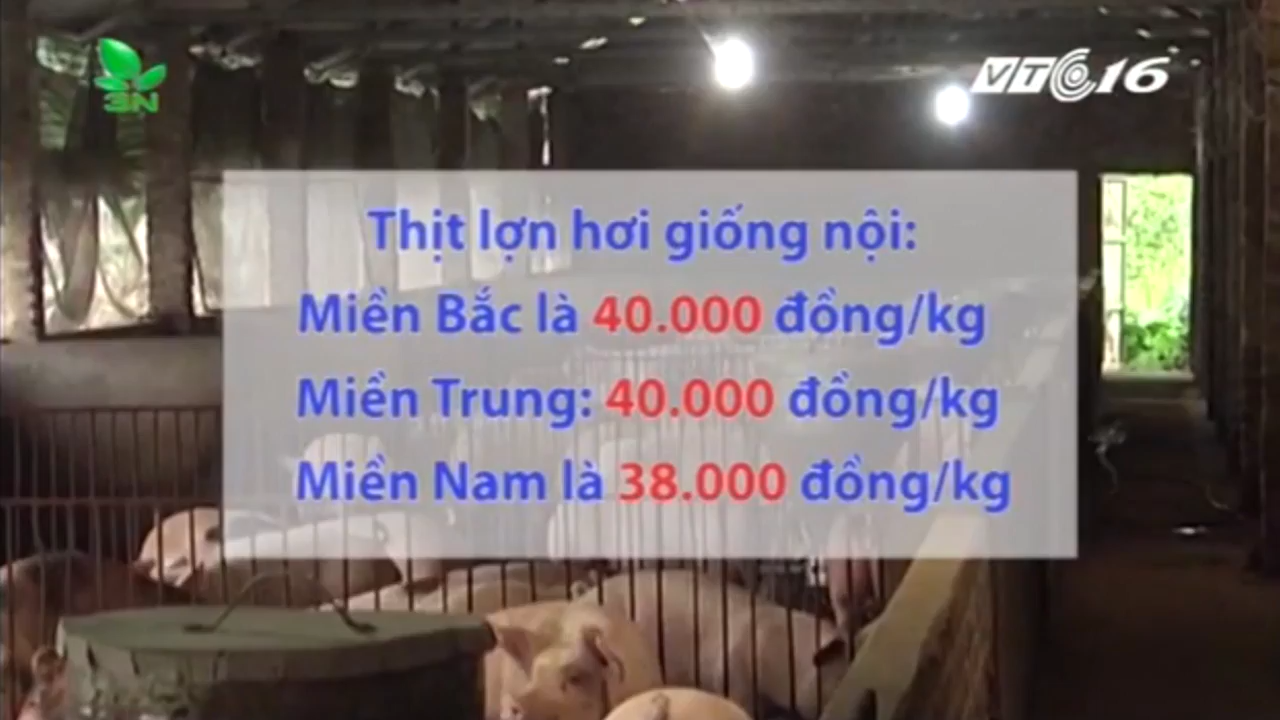 3N
VTC16
Thịt lợn hơi giống nội:
Miền Bắc là 40.000 đồng/kg
Miền Trung: 40.000 đồng/kg
Miền Nam là 38.000 đồng/kg